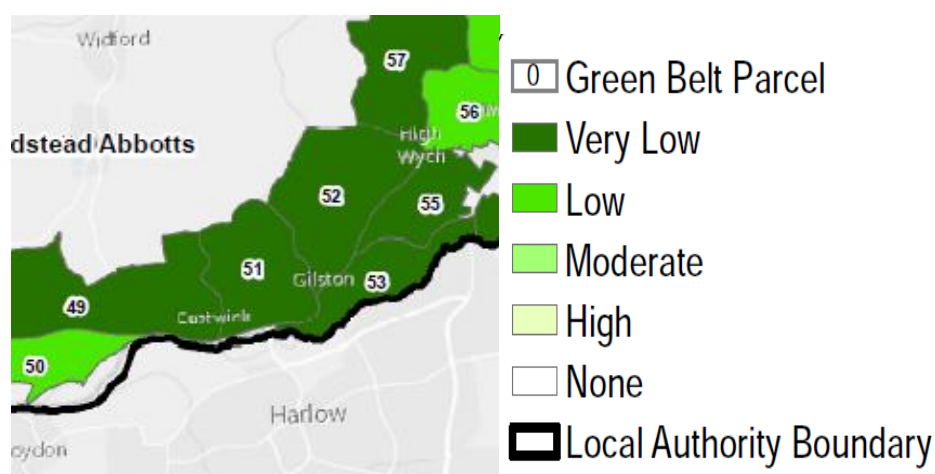 Widford
57
56
High
Wych
dstead Abbotts
52
55
51
Gilston
53
49
Eastwick
50
Harlow
oydon
0
Green Belt Parcel
Very Low
Low
Moderate
High
None
Local Authority Boundary